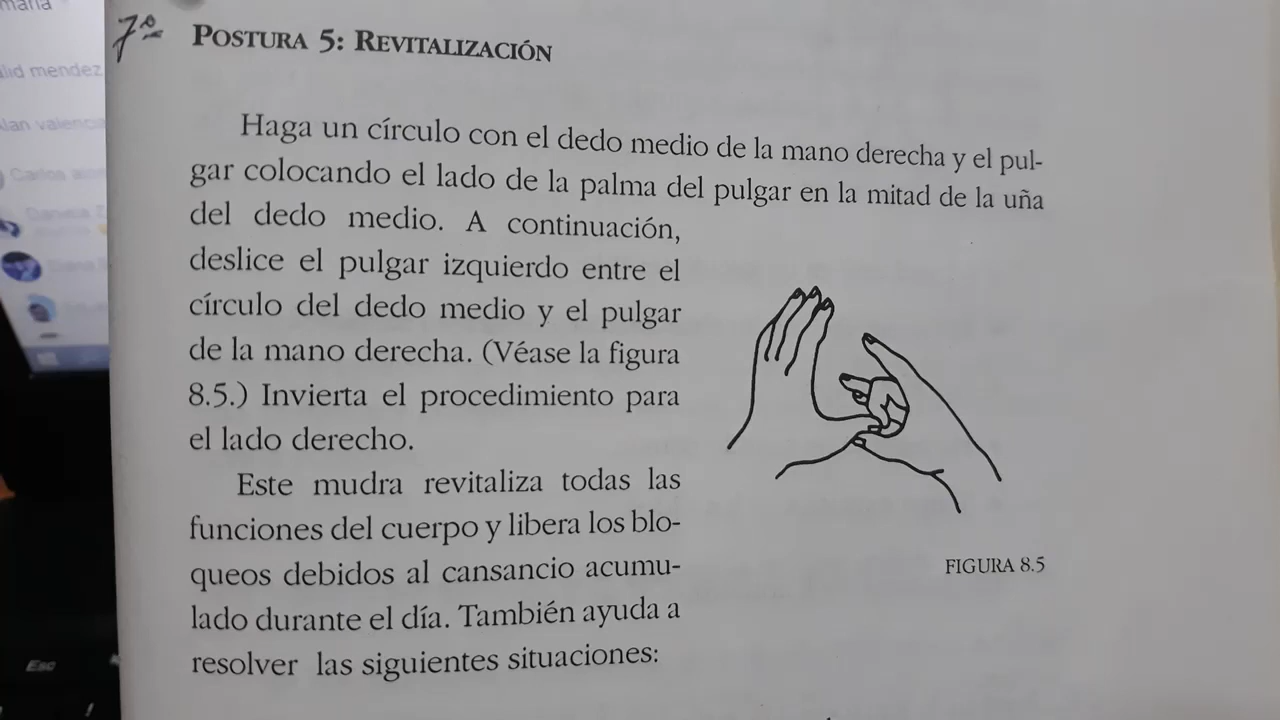 7º
POSTURA 5: REVITALIZACIÓN
Haga un círculo con el dedo medio de la mano derecha y el pul-
gar colocando el lado de la palma del pulgar en la mitad de la uña
del dedo medio. A continuación,
deslice el pulgar izquierdo entre el
círculo del dedo medio y el pulgar
de la mano derecha. (Véase la figura
8.5.) Invierta el procedimiento para
el lado derecho.
Este mudra revitaliza todas las
funciones del cuerpo y libera los blo-
queos debidos al cansancio acumu-
lado durante el día. También ayuda a
resolver las siguientes situaciones:
FIGURA 8.5
mendez
Esc
!